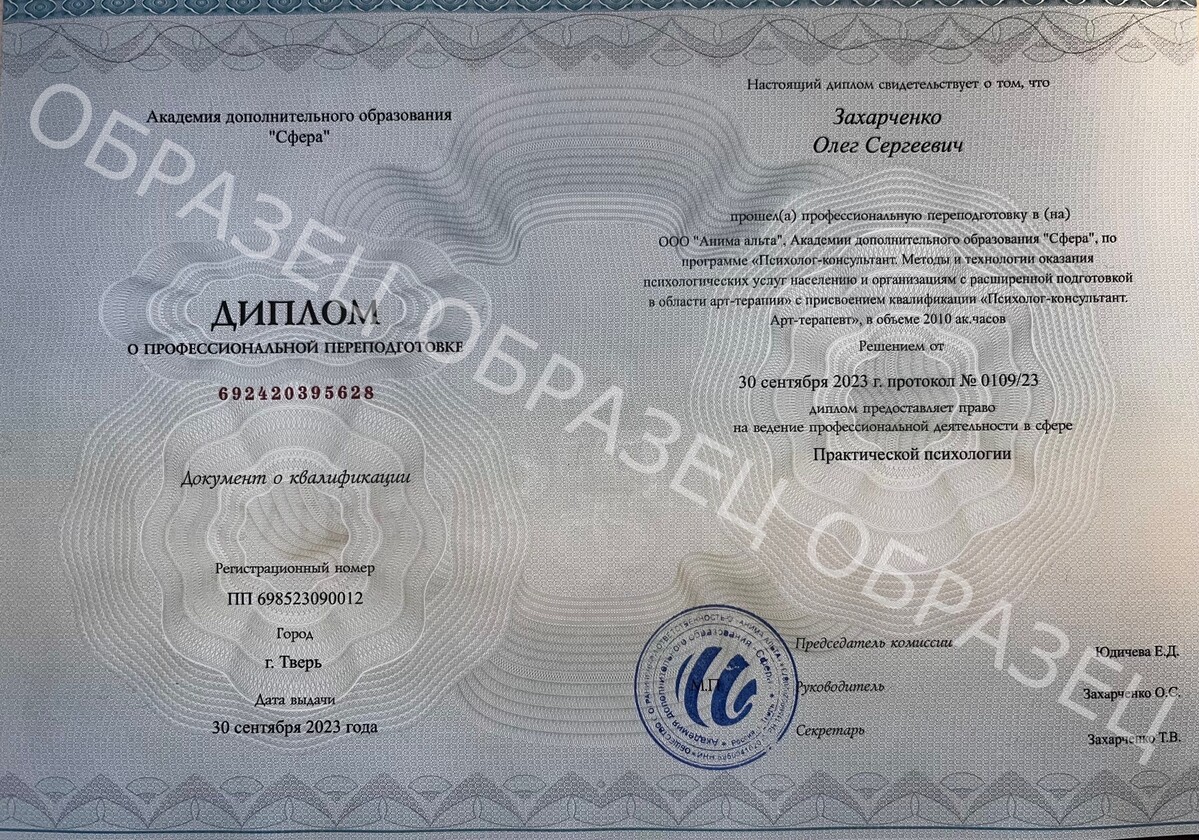 Академия дополнительного образования
"Сфера"
ДИПЛОМ
О ПРОФЕССИОНАЛЬНОЙ ПЕРЕПОДГОТОВКЕ
692420395628
Документ о квалификации
Регистрационный номер
ПП 698523090012
Город
г. Тверь
Дата выдачи
30 сентября 2023 года
Настоящий диплом свидетельствует о том, что
Захарченко
Олег Сергеевич
прошел(а) профессиональную переподготовку в (на)
ООО "Анима альта", Академии дополнительного образования "Сфера", по
программе «Психолог-консультант. Методы и технологии оказания
психологических услуг населению и организациям с расширенной подготовкой
в области арт-терапии» с присвоением квалификации «Психолог-консультант.
Арт-терапевт», в объеме 2010 ак.часов
Решением от
30 сентября 2023 г. протокол № 0109/23
диплом предоставляет право
на ведение профессиональной деятельности в сфере
Практической психологии
Председатель комиссии
Юдичева Е.Д.
М.П.
Руководитель
Захарченко О.С.
Секретарь
Захарченко Т.В.
Академия дополнительного образования «Сфера»
ОБРАЗЕЦ ОБРАЗЕЦ ОБРАЗЕЦ